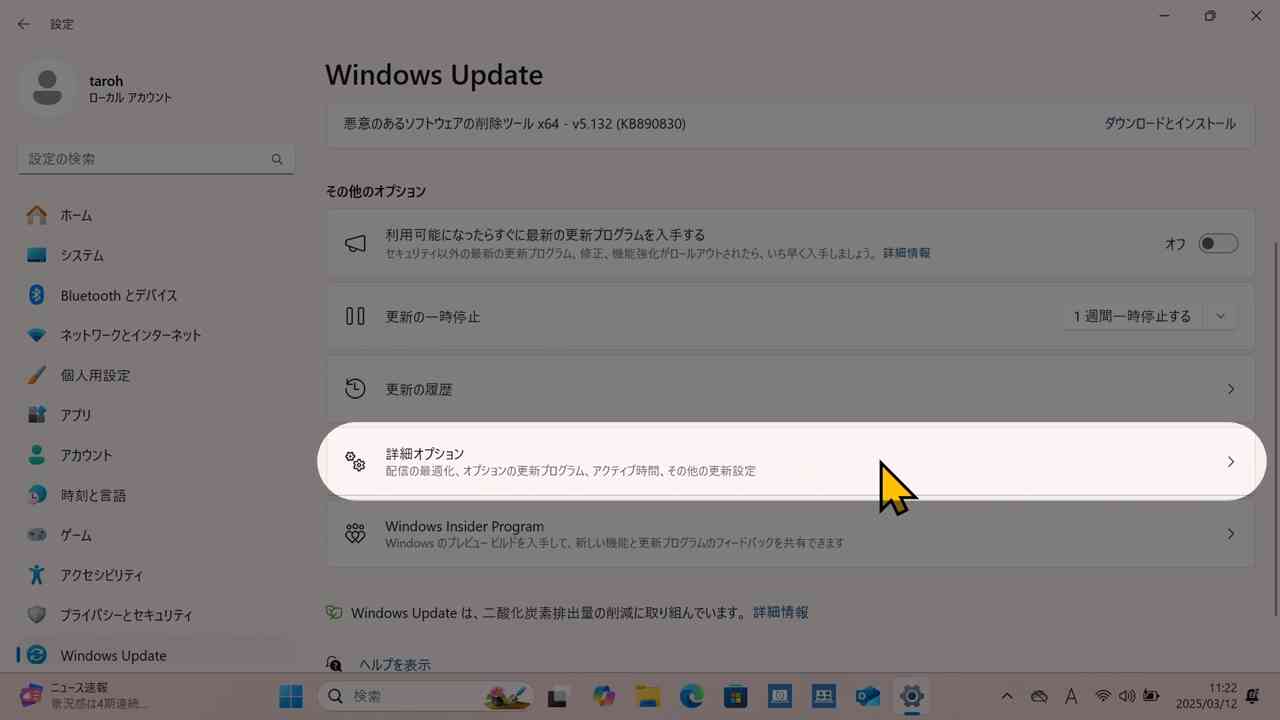 設定
taroh
ローカル アカウント
設定の検索
ホーム
システム
Bluetooth とデバイス
ネットワークとインターネット
個人用設定
アプリ
アカウント
時刻と言語
ゲーム
アクセシビリティ
プライバシーとセキュリティ
Windows Update
Windows Update
悪意のあるソフトウェアの削除ツール x64 - v5.132 (KB890830)
ダウンロードとインストール
その他のオプション
利用可能になったらすぐに最新の更新プログラムを入手する
セキュリティ以外の最新の更新プログラム、修正、機能強化がロールアウトされたら、いち早く入手しましょう。 詳細情報
オフ
更新の一時停止
1 週間一時停止する
更新の履歴
詳細オプション
配信の最適化、オプションの更新プログラム、アクティブ時間、その他の更新設定
Windows Insider Program
Windows のプレビュー ビルドを入手して、新しい機能と更新プログラムのフィードバックを共有できます
Windows Update は、二酸化炭素排出量の削減に取り組んでいます。 詳細情報
ヘルプを表示
ニュース速報
景況感は4期連続...
検索
A
11:22
2025/03/12